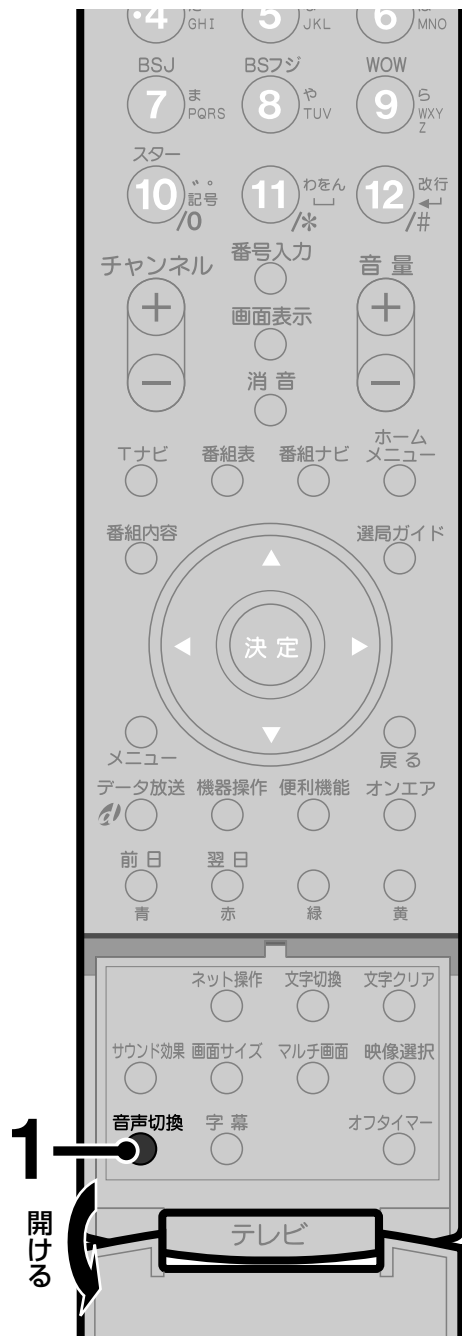 ·4 GHI 5 JKL 6 MNO
BSJ BSフジ WOW
7 ま PQRS 8 や TUV 9 ら WXY Z
スター
10 ゛゜ 記号 /0 11 わをん /＊ 12 改行 /#
チャンネル 番号入力 音量
+ 画面表示 +
− 消音 −
Tナビ 番組表 番組ナビ ホームメニュー
番組内容 選局ガイド
決定
メニュー 戻る
データ放送 機器操作 便利機能 オンエア
d
前日 翌日
青 赤 緑 黄
ネット操作 文字切換 文字クリア
サウンド効果 画面サイズ マルチ画面 映像選択
音声切換 字幕 オフタイマー
1
開ける
テレビ